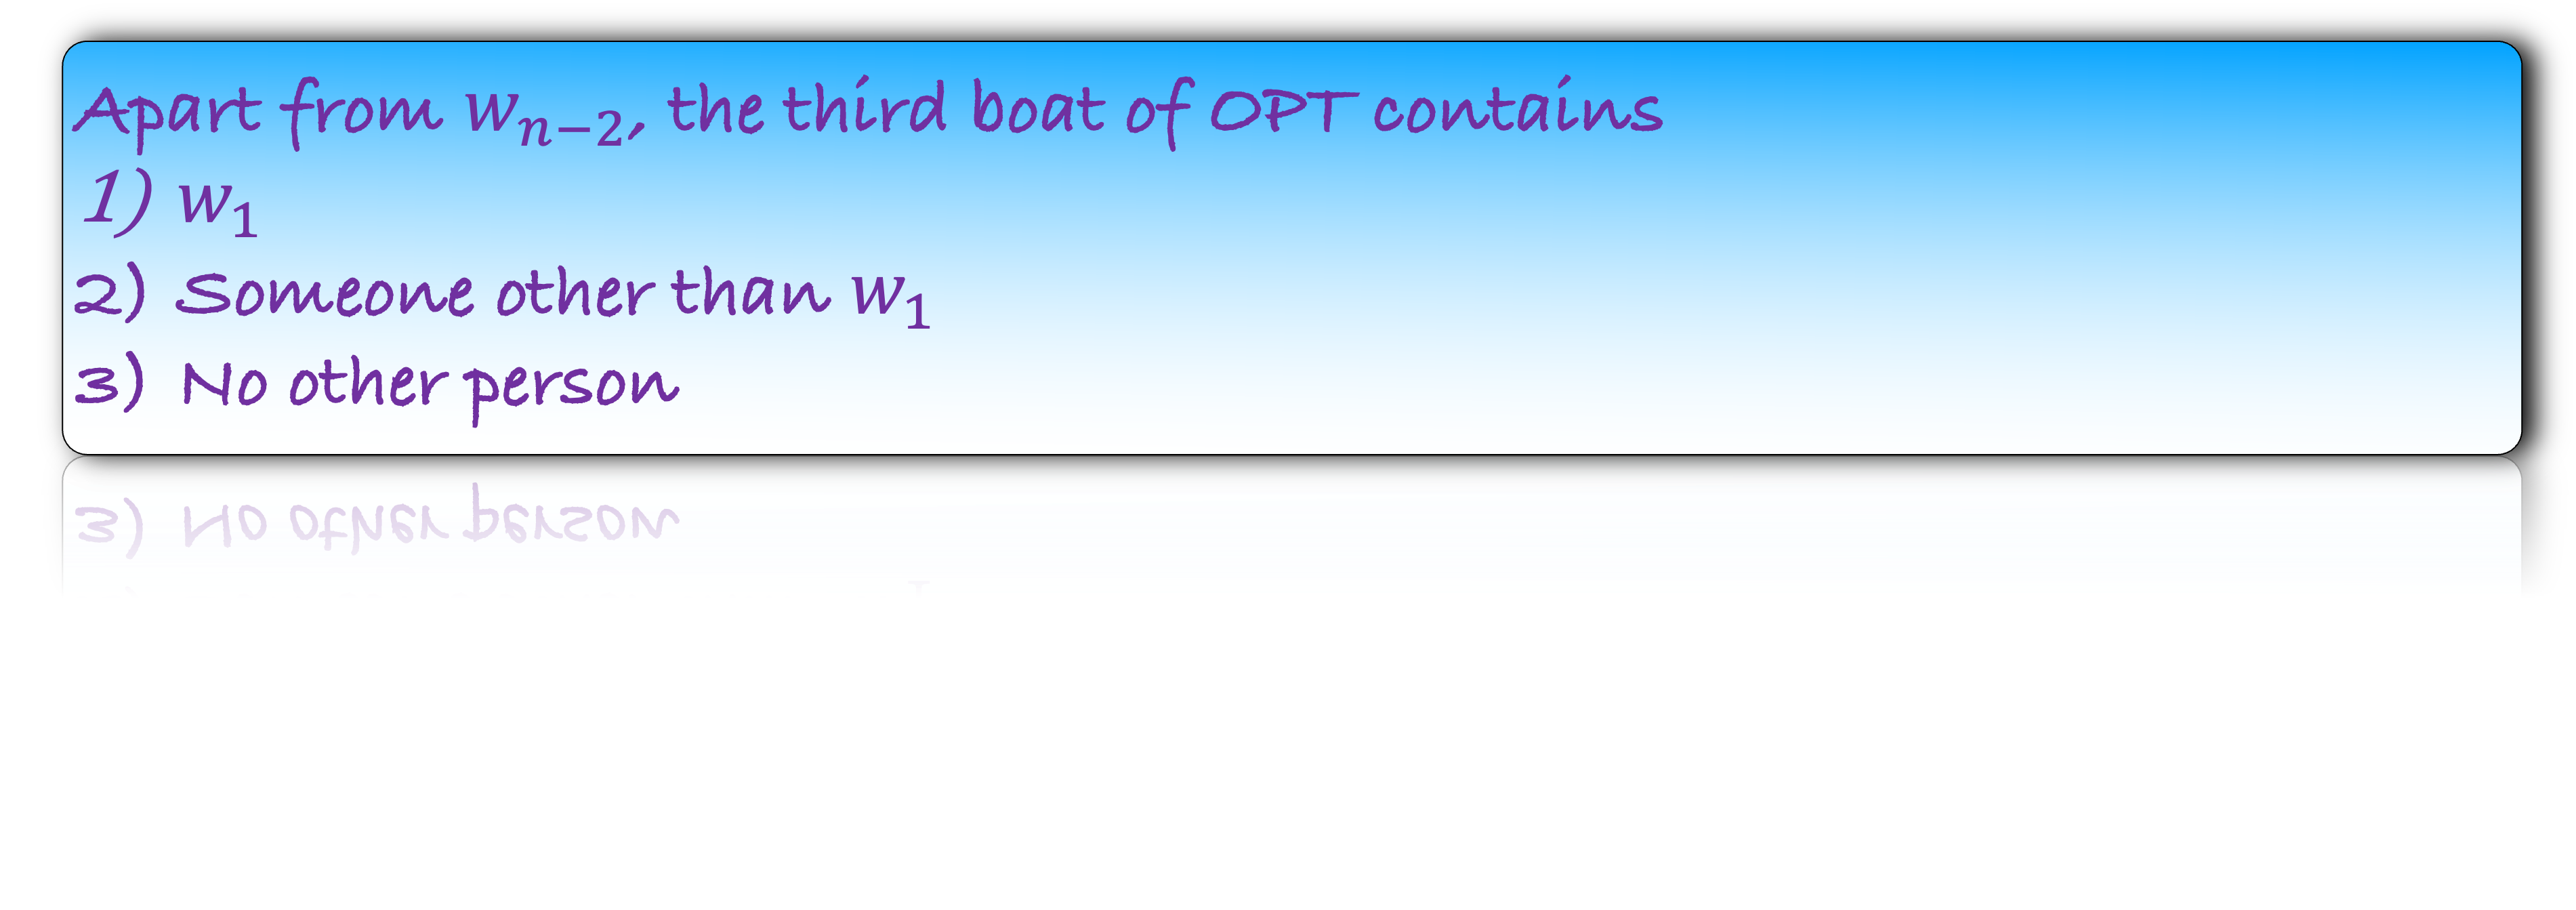 Apart from $w_{n-2}$, the third boat of OPT contains
1) $w_1$
2) Someone other than $w_1$
3) No other person